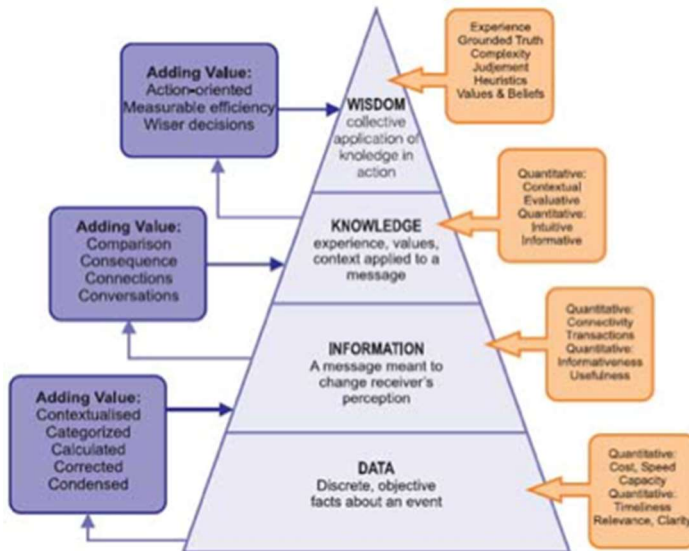 Adding Value:
Action-oriented
Measurable efficiency
Wiser decisions
Adding Value:
Comparison
Consequence
Connections
Conversations
Adding Value:
Contextualised
Categorized
Calculated
Corrected
Condensed
WISDOM
collective
application of
knoledge in
action
KNOWLEDGE
experience, values,
context applied to a
message
INFORMATION
A message meant to
change receiver's
perception
DATA
Discrete, objective
facts about an event
Experience
Grounded Truth
Complexity
Judgement
Heuristics
Values & Beliefs
Quantitative:
Contextual
Evaluative
Quantitative:
Intuitive
Informative
Quantitative:
Connectivity
Transactions
Quantitative:
Informativeness
Usefulness
Quantitative:
Cost, Speed
Capacity
Quantitative:
Timeliness
Relevance, Clarity